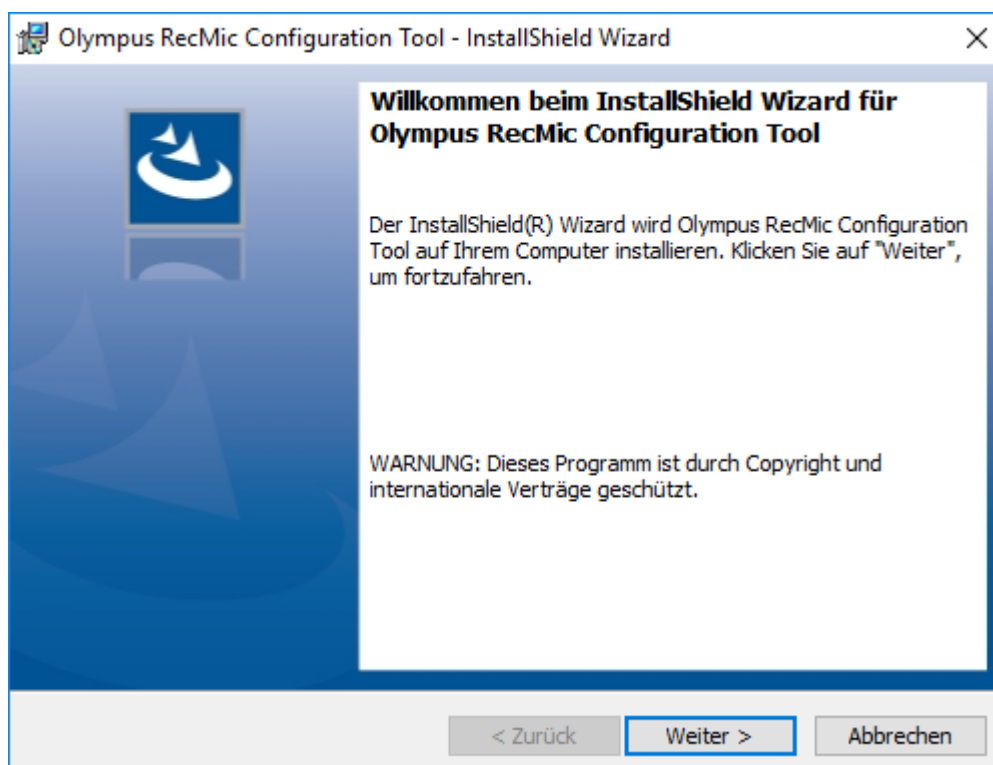 Olympus RecMic Configuration Tool - InstallShield Wizard
Willkommen beim InstallShield Wizard für
Olympus RecMic Configuration Tool
Der InstallShield(R) Wizard wird Olympus RecMic Configuration
Tool auf Ihrem Computer installieren. Klicken Sie auf "Weiter",
um fortzufahren.
WARNUNG: Dieses Programm ist durch Copyright und
internationale Verträge geschützt.
< Zurück
Weiter >
Abbrechen